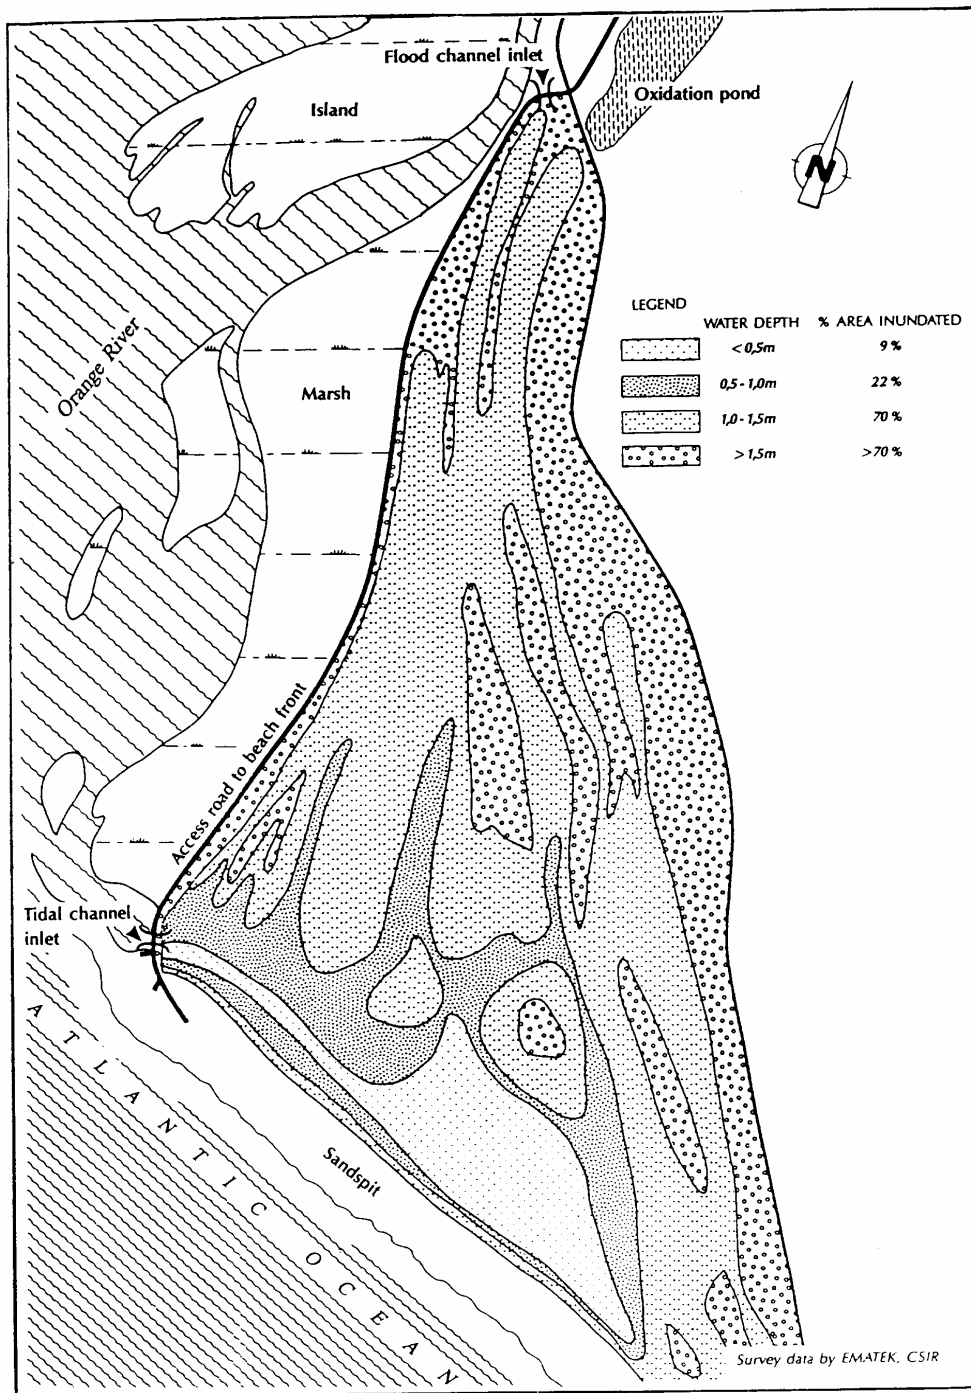 Flood channel inlet
Oxidation pond
Island
N
Orange River
LEGEND
WATER DEPTH % AREA INUNDATED
<0,5m 9%
0,5-1,0m 22%
1,0-1,5m 70%
>1,5m >70%
Marsh
Access road to beach front
Tidal channel
inlet
ATLANTIC OCEAN
Sandspit
Survey data by EMATEK, CSIR